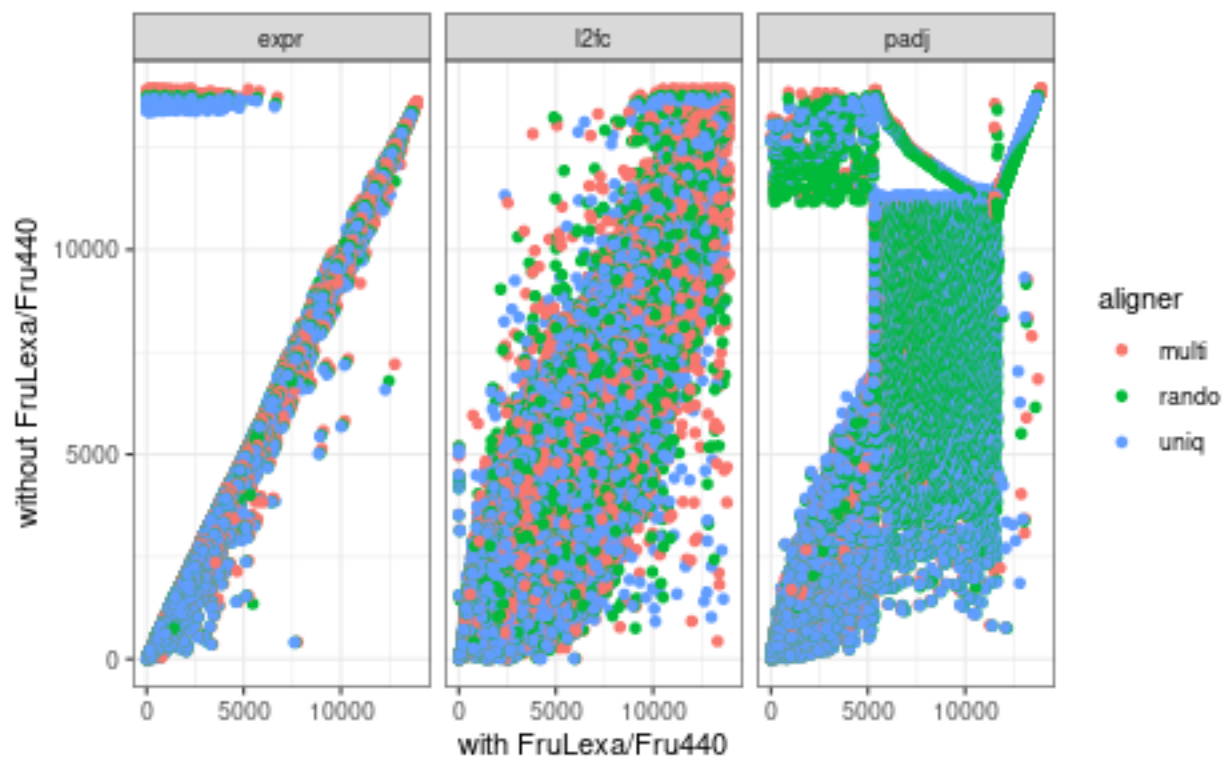 expr l2fc padj
without FruLexa/Fru440
10000
5000
0
0 5000 10000 0 5000 10000 0 5000 10000
with FruLexa/Fru440
aligner
multi
rando
uniq